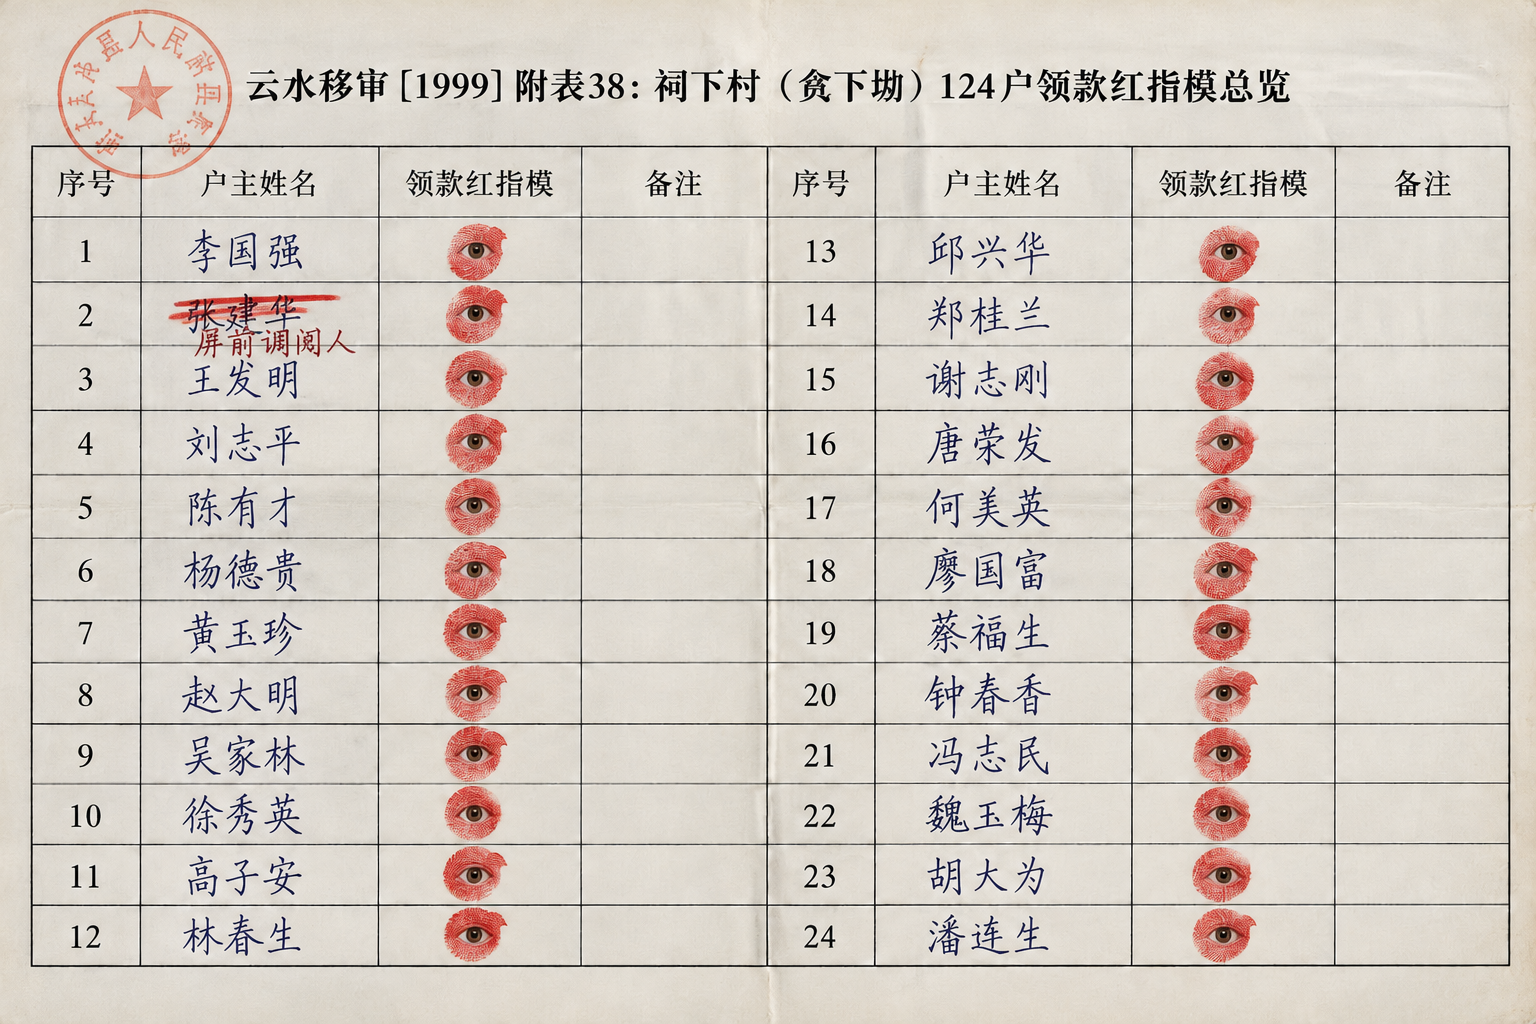 云水移审 [1999] 附表38：祠下村（贪下坳）124户领款红指模总览
序号 户主姓名 领款红指模 备注 序号 户主姓名 领款红指模 备注
1 李国强 13 邱兴华
2 张建华 14 郑桂兰
屏前调阅人
3 王发明 15 谢志刚
4 刘志平 16 唐荣发
5 陈有才 17 何美英
6 杨德贵 18 廖国富
7 黄玉珍 19 蔡福生
8 赵大明 20 钟春香
9 吴家林 21 冯志民
10 徐秀英 22 魏玉梅
11 高子安 23 胡大为
12 林春生 24 潘连生